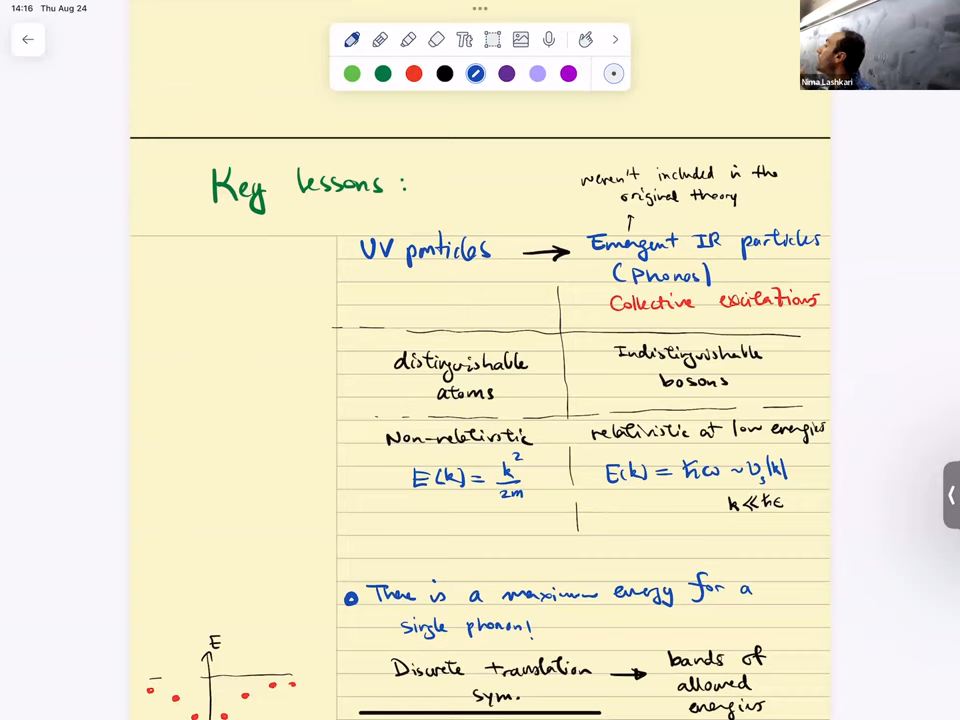 14:16 Thu Aug 24
Tt
Nima Lashkari
Key lessons :
weren't included in the
original theory
UV particles → Emergent IR particles
(Phonos)
Collective excitations
distinguishable
atoms
Indistinguishable
bosons
Non-relativistic
relativistic at low energies
E(k) = k²/2m
E(k) = ħω ~ v_s|k|
k ≪ ħ/ϵ
• There is a maximum energy for a
single phonon!
E
Discrete translation
sym.
→ bands of
allowed
energies